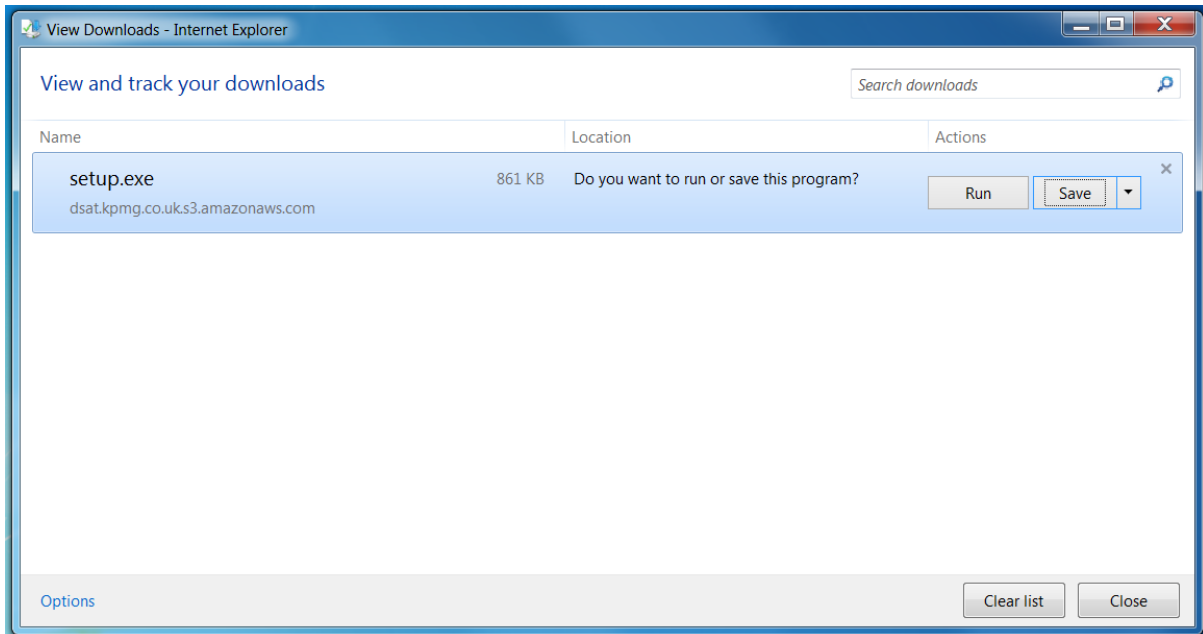 View Downloads - Internet Explorer
View and track your downloads
Search downloads
Name Location Actions
setup.exe 861 KB Do you want to run or save this program? Run Save
dsat.kpmg.co.uk.s3.amazonaws.com
Options Clear list Close